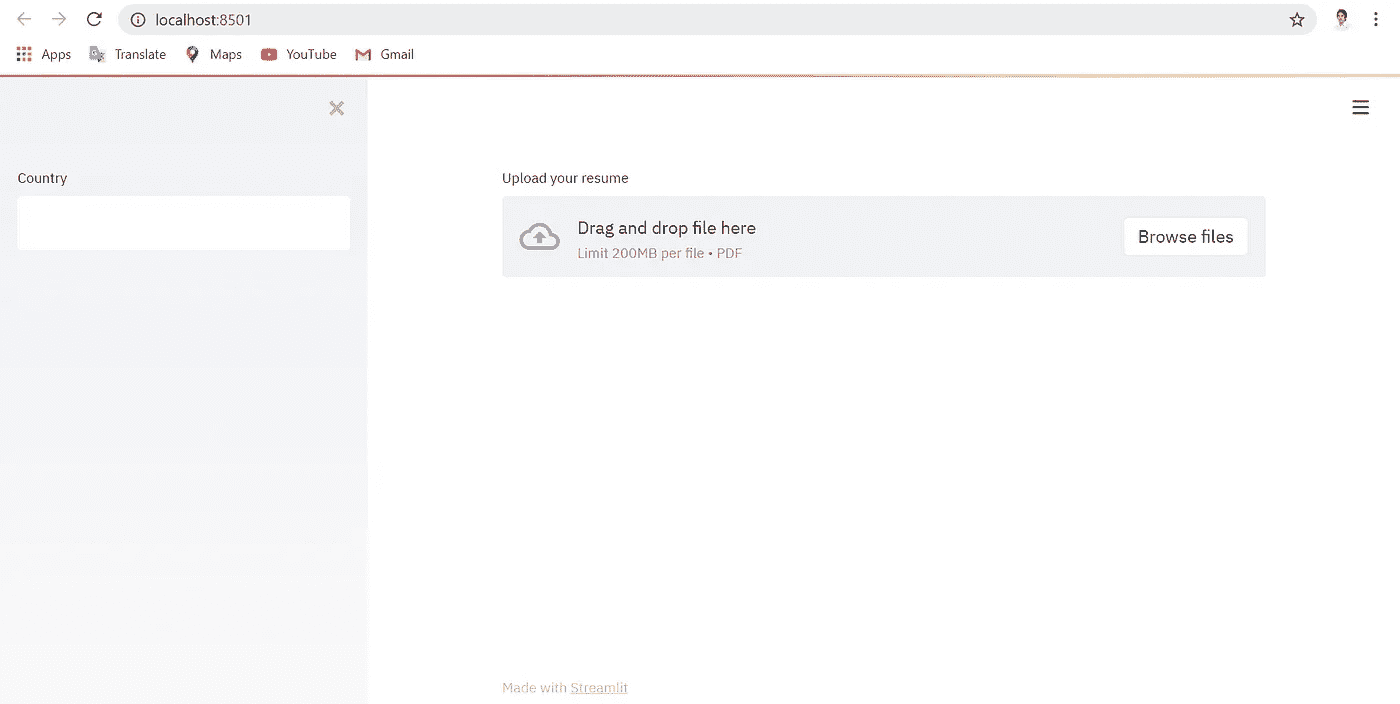 localhost:8501
Apps Translate Maps YouTube Gmail
Country
Upload your resume
Drag and drop file here
Limit 200MB per file • PDF
Browse files
Made with Streamlit